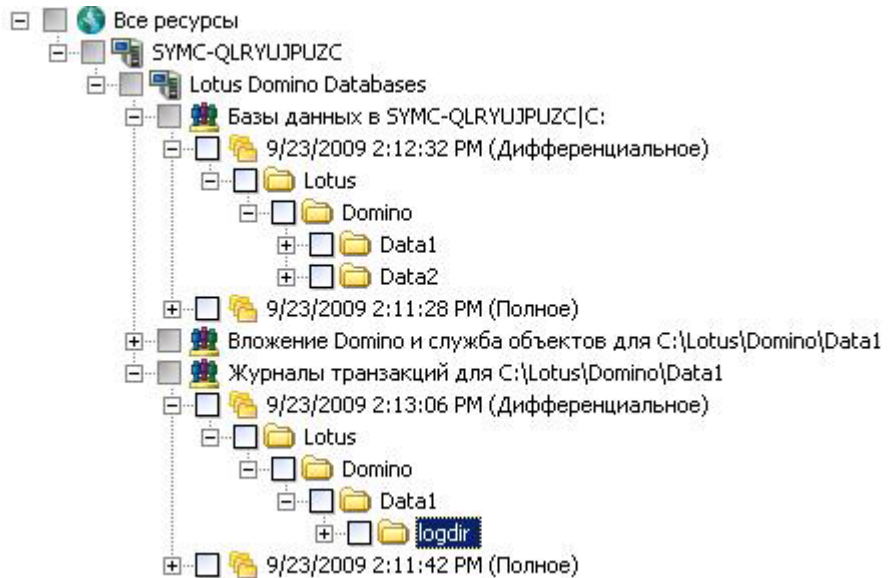 Все ресурсы
SYMC-QLRYUJPUZC
Lotus Domino Databases
Базы данных в SYMC-QLRYUJPUZC|C:
9/23/2009 2:12:32 PM (Дифференциальное)
Lotus
Domino
Data1
Data2
9/23/2009 2:11:28 PM (Полное)
Вложение Domino и служба объектов для C:\Lotus\Domino\Data1
Журналы транзакций для C:\Lotus\Domino\Data1
9/23/2009 2:13:06 PM (Дифференциальное)
Lotus
Domino
Data1
logdir
9/23/2009 2:11:42 PM (Полное)